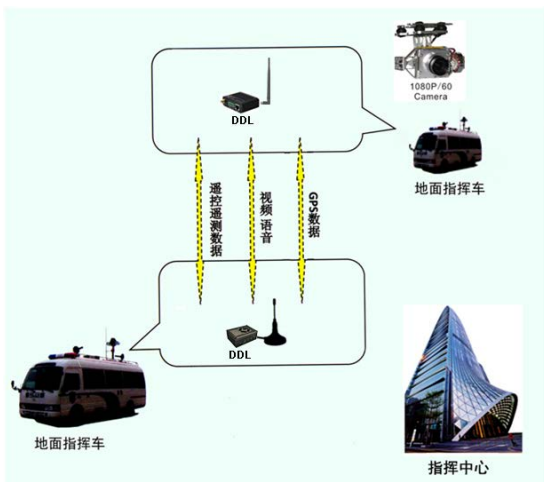 1080P/60
Camera
DDL
地面指挥车
遥控遥测数据
视频 语音
GPS数据
DDL
地面指挥车
指挥中心